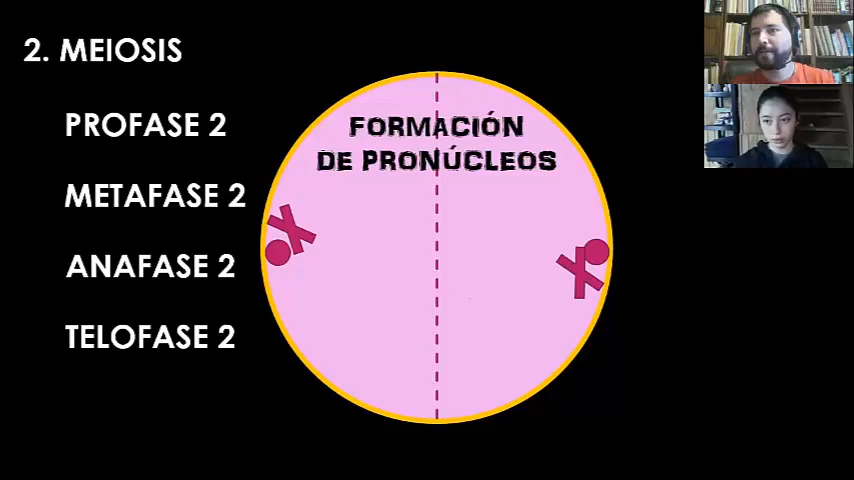 2. MEIOSIS
PROFASE 2
METAFASE 2
ANAFASE 2
TELOFASE 2
FORMACIÓN
DE PRONÚCLEOS